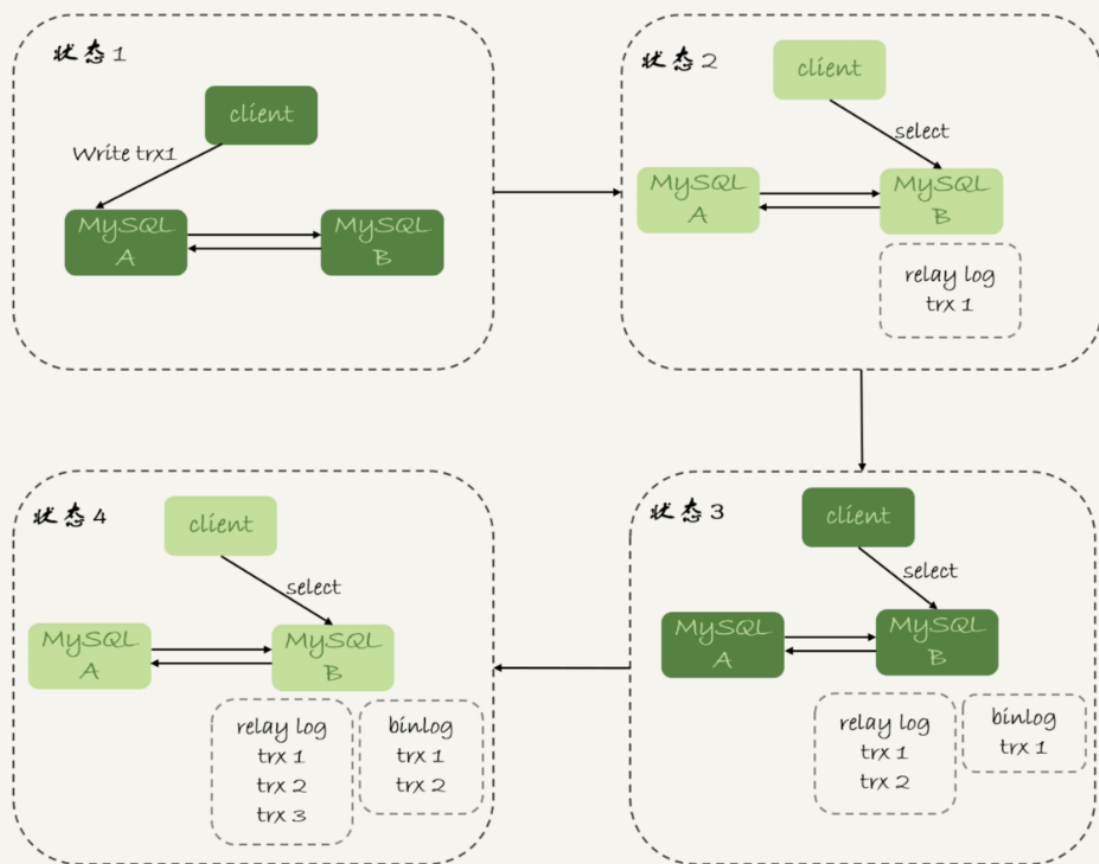 状态1
client
Write trx1
MySQL
A
MySQL
B
状态2
client
select
MySQL
A
MySQL
B
relay log
trx 1
状态3
client
select
MySQL
A
MySQL
B
relay log
trx 1
trx 2
binlog
trx 1
状态4
client
select
MySQL
A
MySQL
B
relay log
trx 1
trx 2
trx 3
binlog
trx 1
trx 2